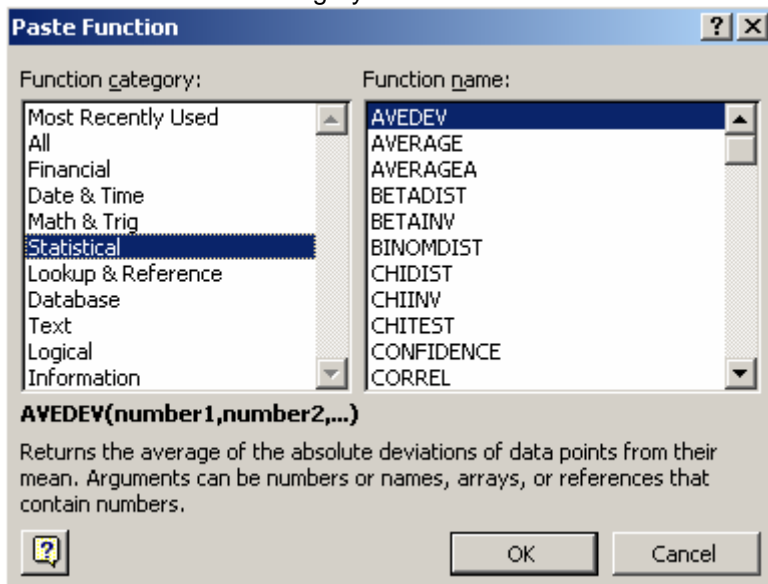 Paste Function
Function category:
Function name:
Most Recently Used
All
Financial
Date & Time
Math & Trig
Statistical
Lookup & Reference
Database
Text
Logical
Information
AVEDEV
AVERAGE
AVERAGEA
BETADIST
BETAINV
BINOMDIST
CHIDIST
CHIINV
CHITEST
CONFIDENCE
CORREL
AVEDEV(number1,number2,...)
Returns the average of the absolute deviations of data points from their
mean. Arguments can be numbers or names, arrays, or references that
contain numbers.
OK
Cancel